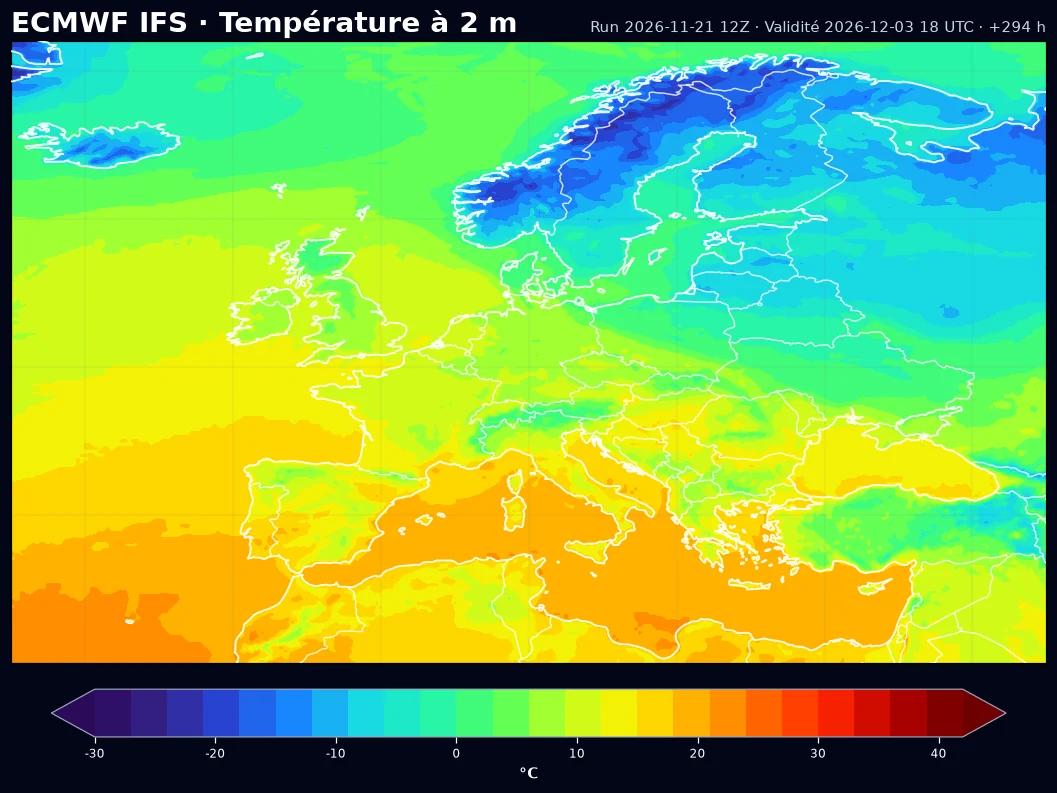 ECMWF IFS · Température à 2 m
Run 2026-11-21 12Z · Validité 2026-12-03 18 UTC · +294 h
-30 -20 -10 0 10 20 30 40
°C